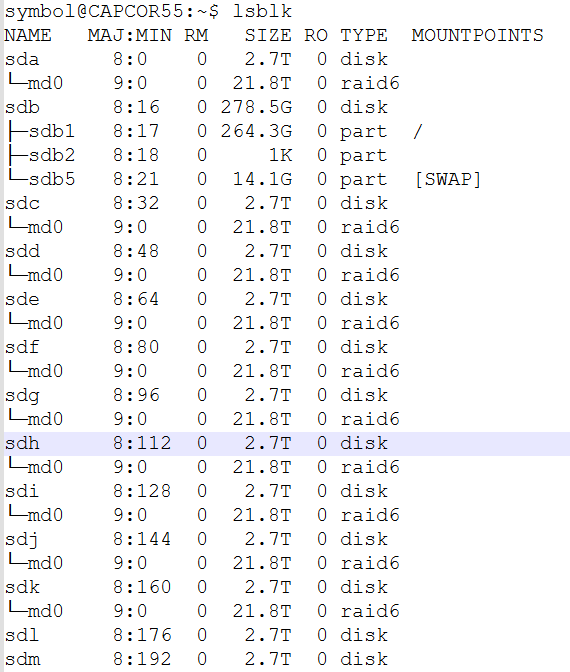 symbol@CAPCOR55:~$ lsblk
NAME   MAJ:MIN RM   SIZE RO TYPE  MOUNTPOINTS
sda      8:0    0   2.7T  0 disk
└─md0    9:0    0  21.8T  0 raid6
sdb      8:16   0 278.5G  0 disk
├─sdb1   8:17   0 264.3G  0 part  /
├─sdb2   8:18   0     1K  0 part
└─sdb5   8:21   0  14.1G  0 part  [SWAP]
sdc      8:32   0   2.7T  0 disk
└─md0    9:0    0  21.8T  0 raid6
sdd      8:48   0   2.7T  0 disk
└─md0    9:0    0  21.8T  0 raid6
sde      8:64   0   2.7T  0 disk
└─md0    9:0    0  21.8T  0 raid6
sdf      8:80   0   2.7T  0 disk
└─md0    9:0    0  21.8T  0 raid6
sdg      8:96   0   2.7T  0 disk
└─md0    9:0    0  21.8T  0 raid6
sdh      8:112  0   2.7T  0 disk
└─md0    9:0    0  21.8T  0 raid6
sdi      8:128  0   2.7T  0 disk
└─md0    9:0    0  21.8T  0 raid6
sdj      8:144  0   2.7T  0 disk
└─md0    9:0    0  21.8T  0 raid6
sdk      8:160  0   2.7T  0 disk
└─md0    9:0    0  21.8T  0 raid6
sdl      8:176  0   2.7T  0 disk
sdm      8:192  0   2.7T  0 disk